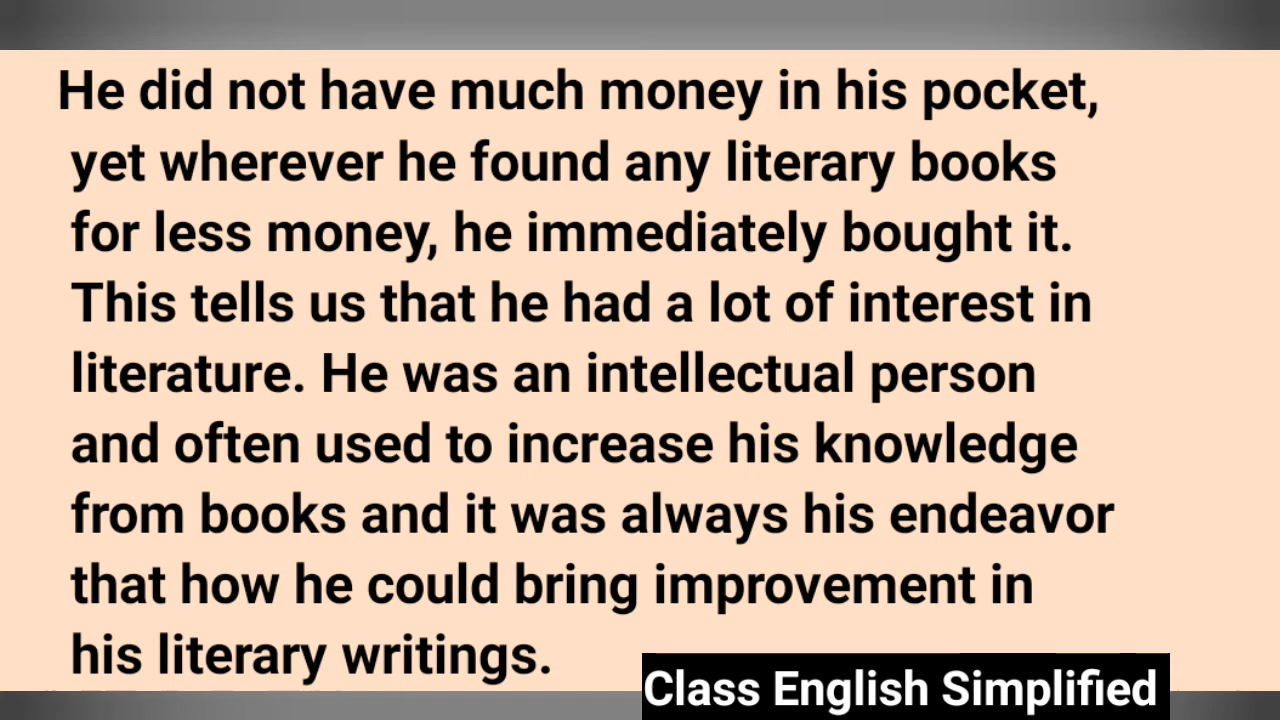 He did not have much money in his pocket,
yet wherever he found any literary books
for less money, he immediately bought it.
This tells us that he had a lot of interest in
literature. He was an intellectual person
and often used to increase his knowledge
from books and it was always his endeavor
that how he could bring improvement in
his literary writings.
Class English Simplified